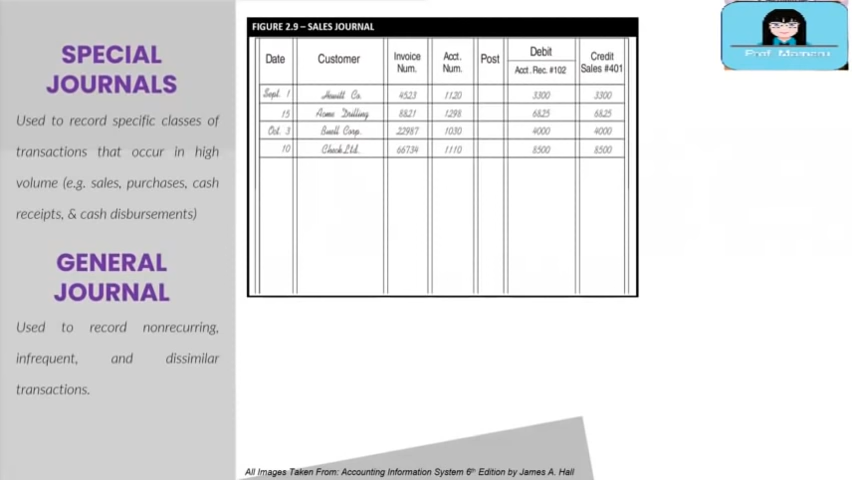 SPECIAL
JOURNALS
Used to record specific classes of
transactions that occur in high
volume (e.g. sales, purchases, cash
receipts, & cash disbursements)
GENERAL
JOURNAL
Used to record nonrecurring,
infrequent, and dissimilar
transactions.
FIGURE 2.9 – SALES JOURNAL
Date Customer Invoice Num. Acct. Num. Post Debit Acct. Rec. #102 Credit Sales #401
Sept. 1 Hewitt Co. 4523 1120 3300 3300
15 Acme Drilling 8821 1298 6825 6825
Oct. 3 Buell Corp. 22987 1030 4000 4000
10 Check Ltd. 66734 1110 8500 8500
All Images Taken From: Accounting Information System 6th Edition by James A. Hall